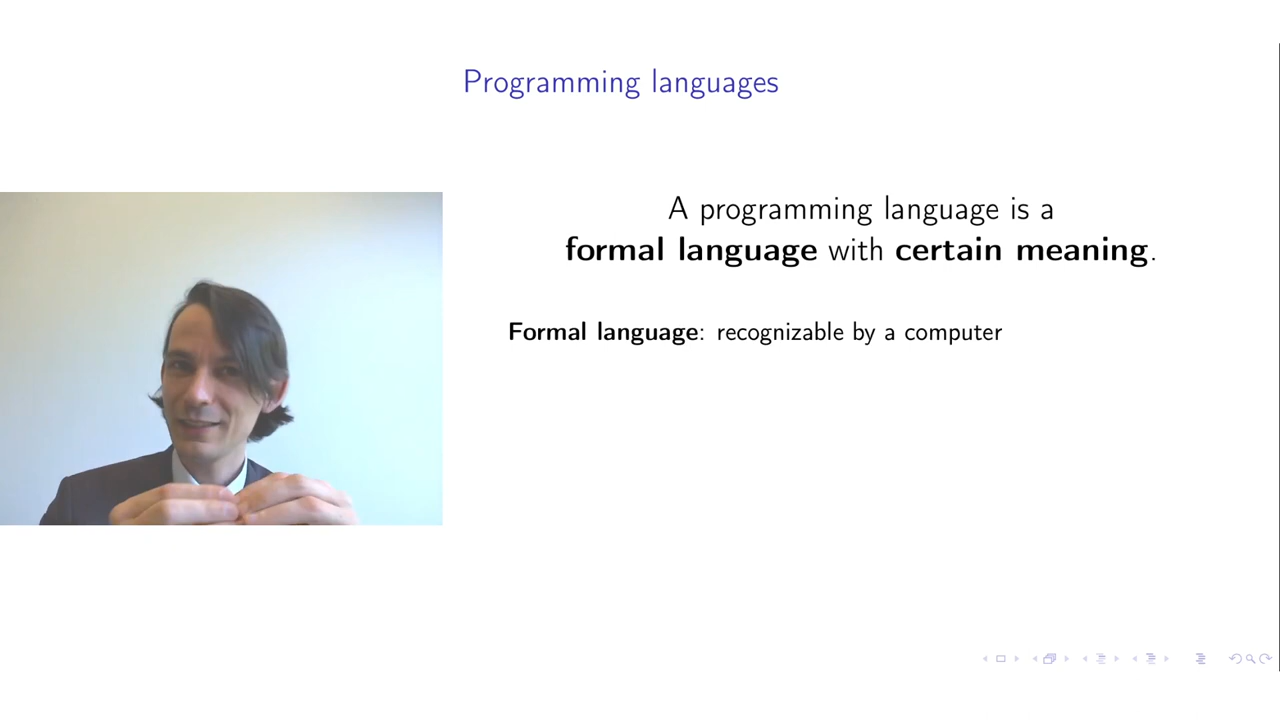 Programming languages
A programming language is a
formal language with certain meaning.
Formal language: recognizable by a computer